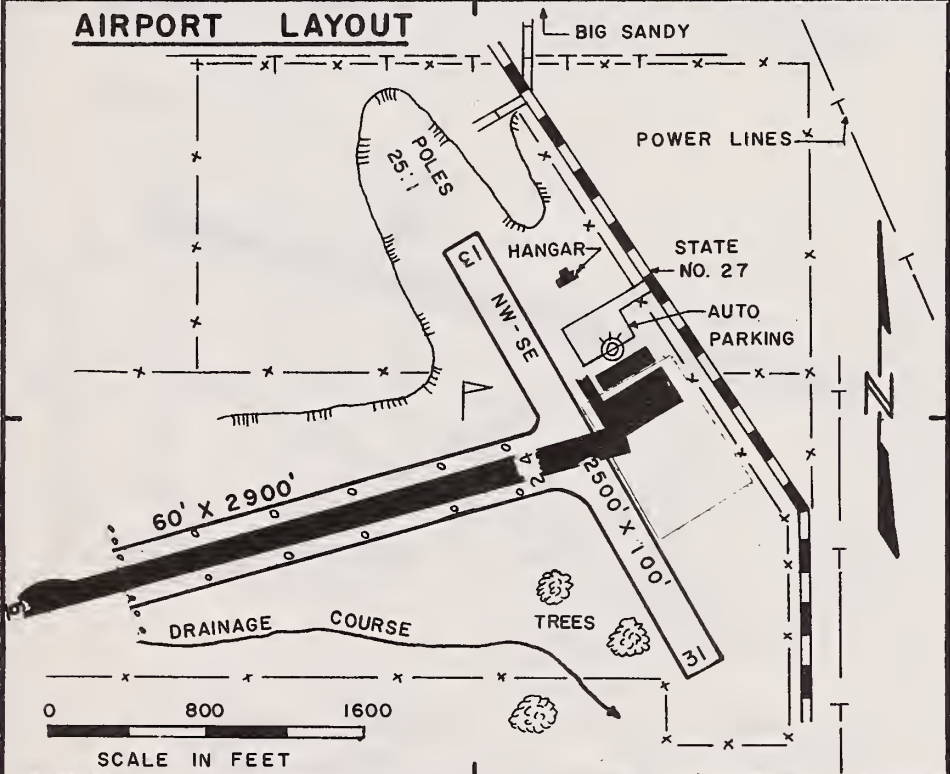 AIRPORT LAYOUT
BIG SANDY
POWER LINES
POLES
25:1
13
HANGAR
STATE
NO. 27
NW-SE
AUTO
PARKING
N
24
60' X 2900'
2500' X 100'
DRAINAGE COURSE
TREES
31
0 800 1600
SCALE IN FEET